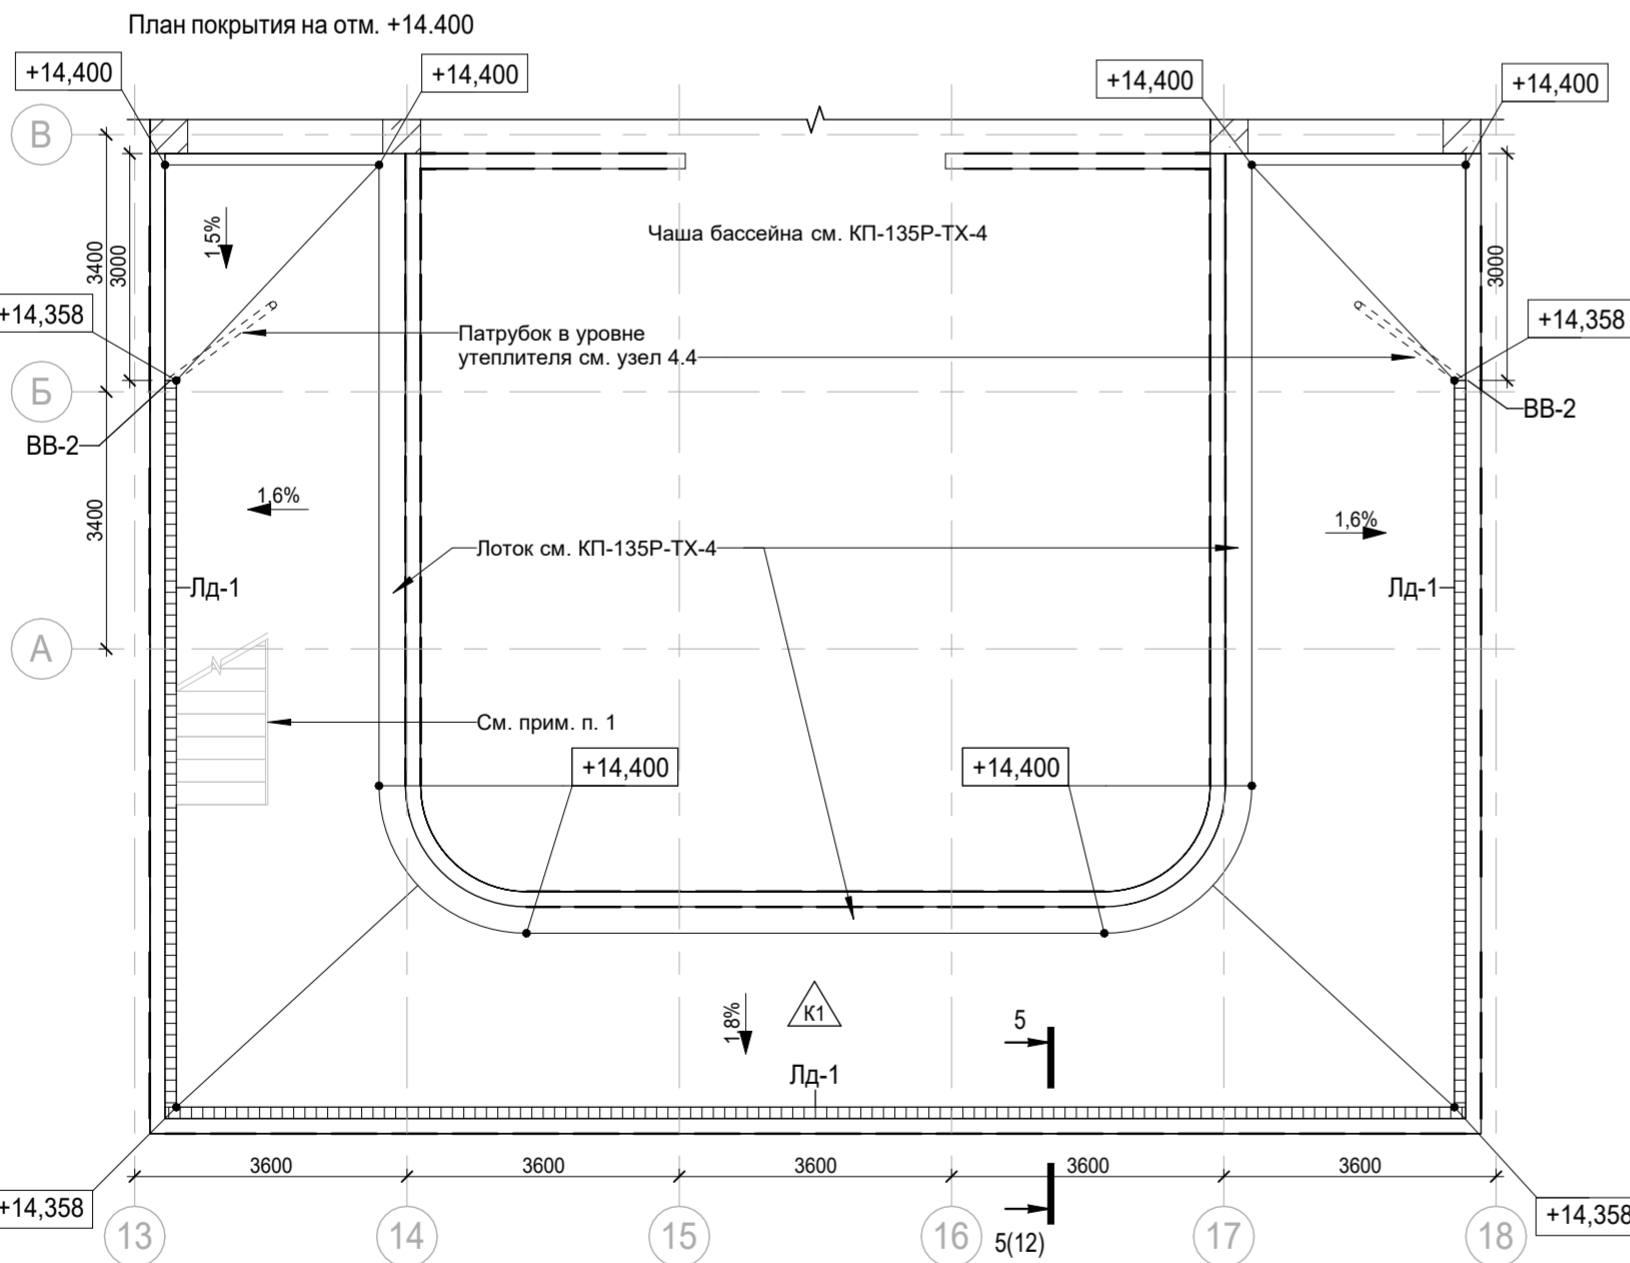 План покрытия на отм. +14.400
+14,400
+14,400
+14,400
+14,400
В
3400
3000
1,5%
Чаша бассейна см. КП-135Р-ТХ-4
3000
+14,358
+14,358
Патрубок в уровне
утеплителя см. узел 4.4
Б
ВВ-2
ВВ-2
3400
1,6%
1,6%
Лоток см. КП-135Р-ТХ-4
Лд-1
Лд-1
А
См. прим. п. 1
+14,400
+14,400
1,8%
К1
5
Лд-1
3600
3600
3600
3600
3600
+14,358
+14,358
13
14
15
16
5(12)
17
18